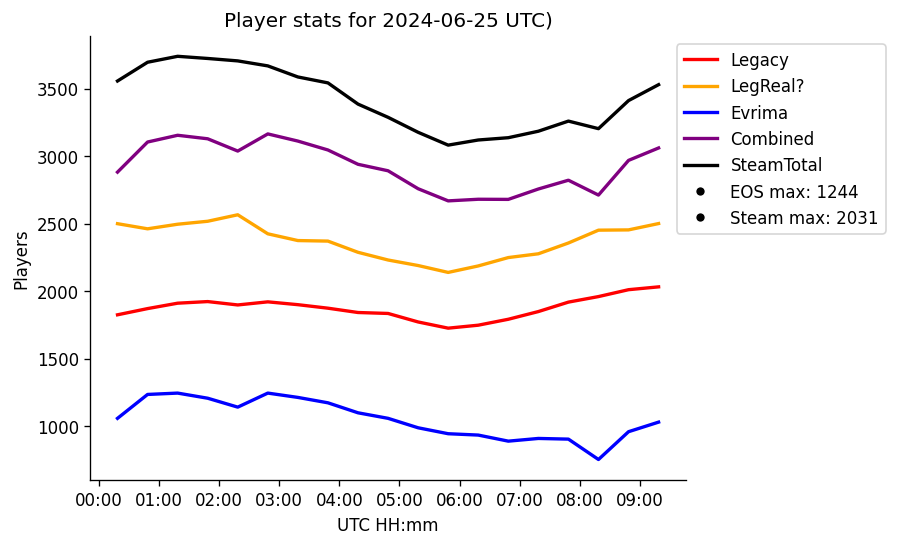 Player stats for 2024-06-25 UTC)
Legacy
LegReal?
Evrima
Combined
SteamTotal
EOS max: 1244
Steam max: 2031
Players
3500
3000
2500
2000
1500
1000
00:00 01:00 02:00 03:00 04:00 05:00 06:00 07:00 08:00 09:00
UTC HH:mm